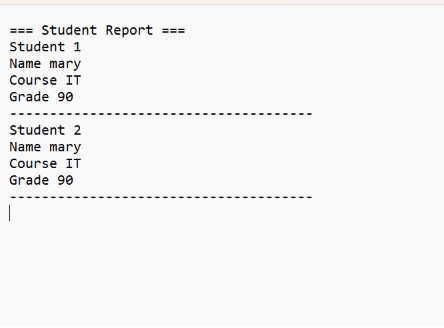 === Student Report ===
Student 1
Name mary
Course IT
Grade 90
--------------------------------------
Student 2
Name mary
Course IT
Grade 90
--------------------------------------